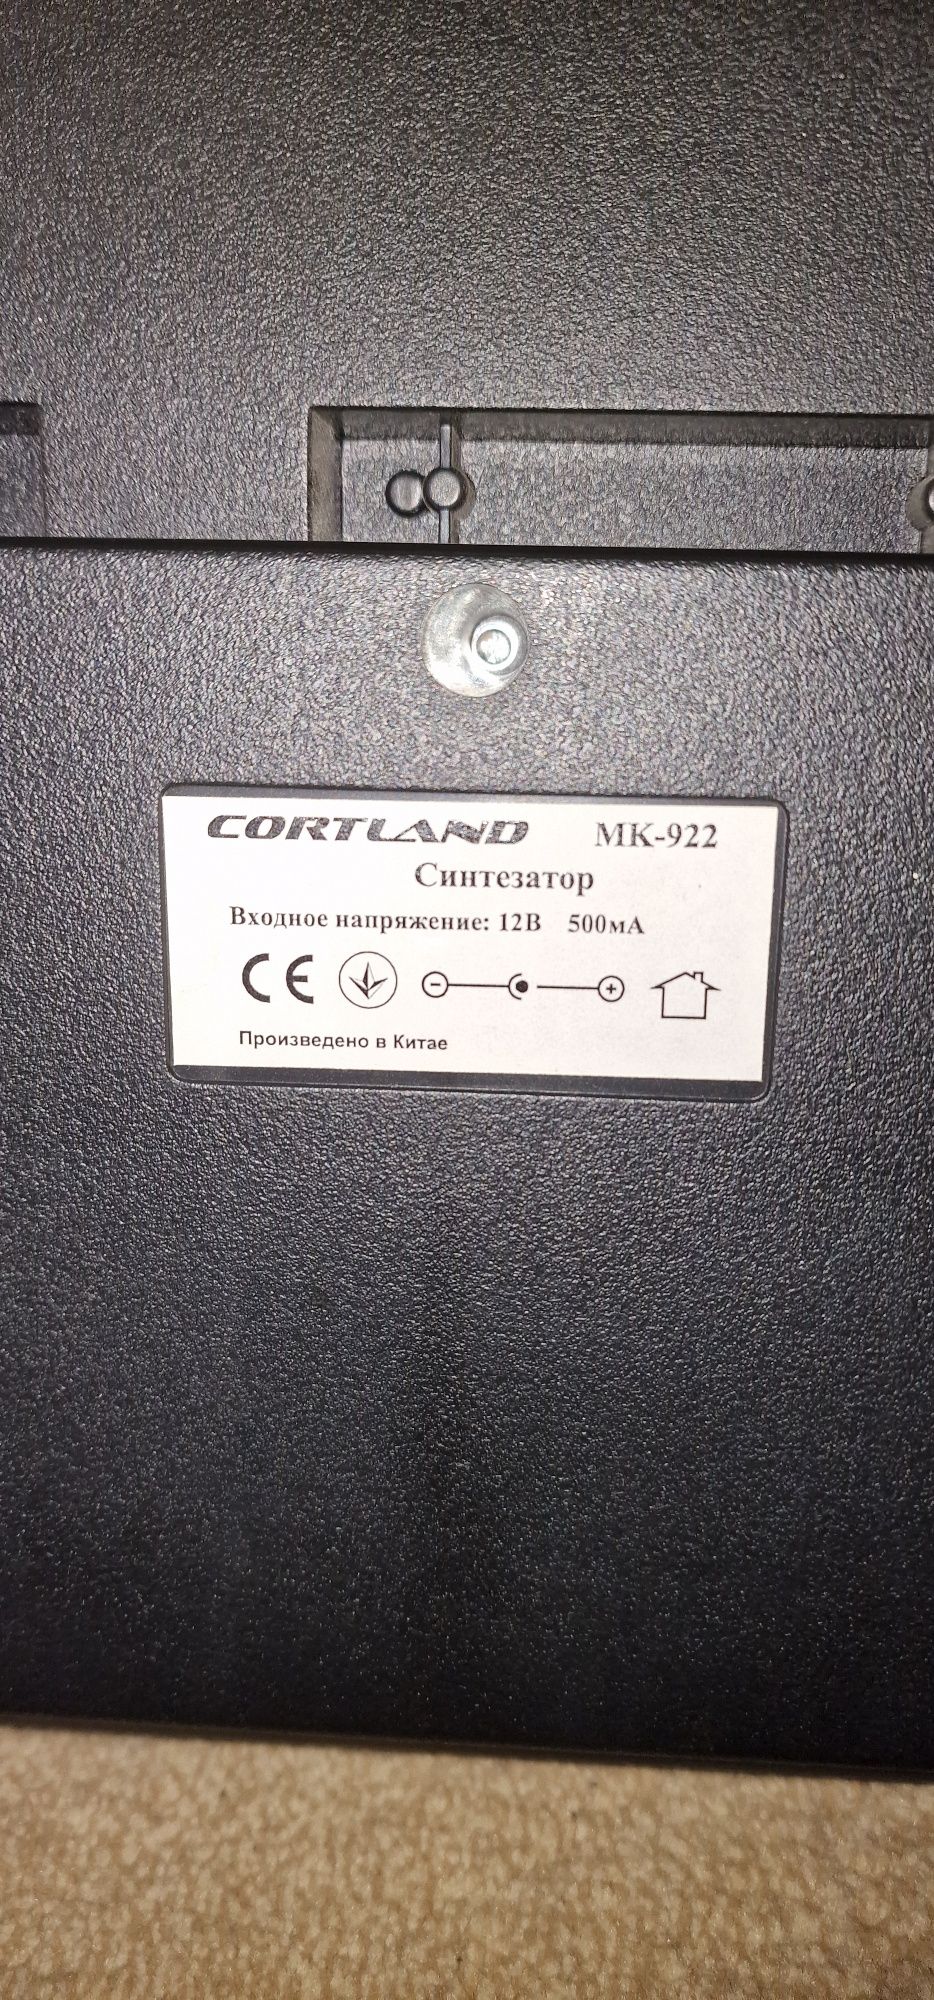 CORTLAND MK-922
Синтезатор
Входное напряжение: 12В 500мА
CE - +
Произведено в Китае